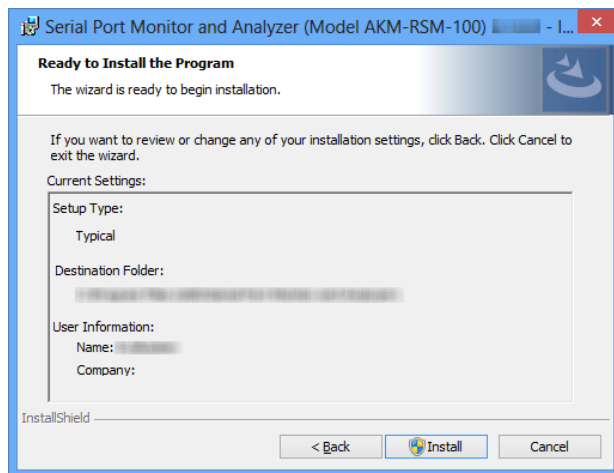 Serial Port Monitor and Analyzer (Model AKM-RSM-100) - I...
Ready to Install the Program
The wizard is ready to begin installation.
If you want to review or change any of your installation settings, click Back. Click Cancel to
exit the wizard.
Current Settings:
Setup Type:
Typical
Destination Folder:
User Information:
Name:
Company:
InstallShield
< Back
Install
Cancel